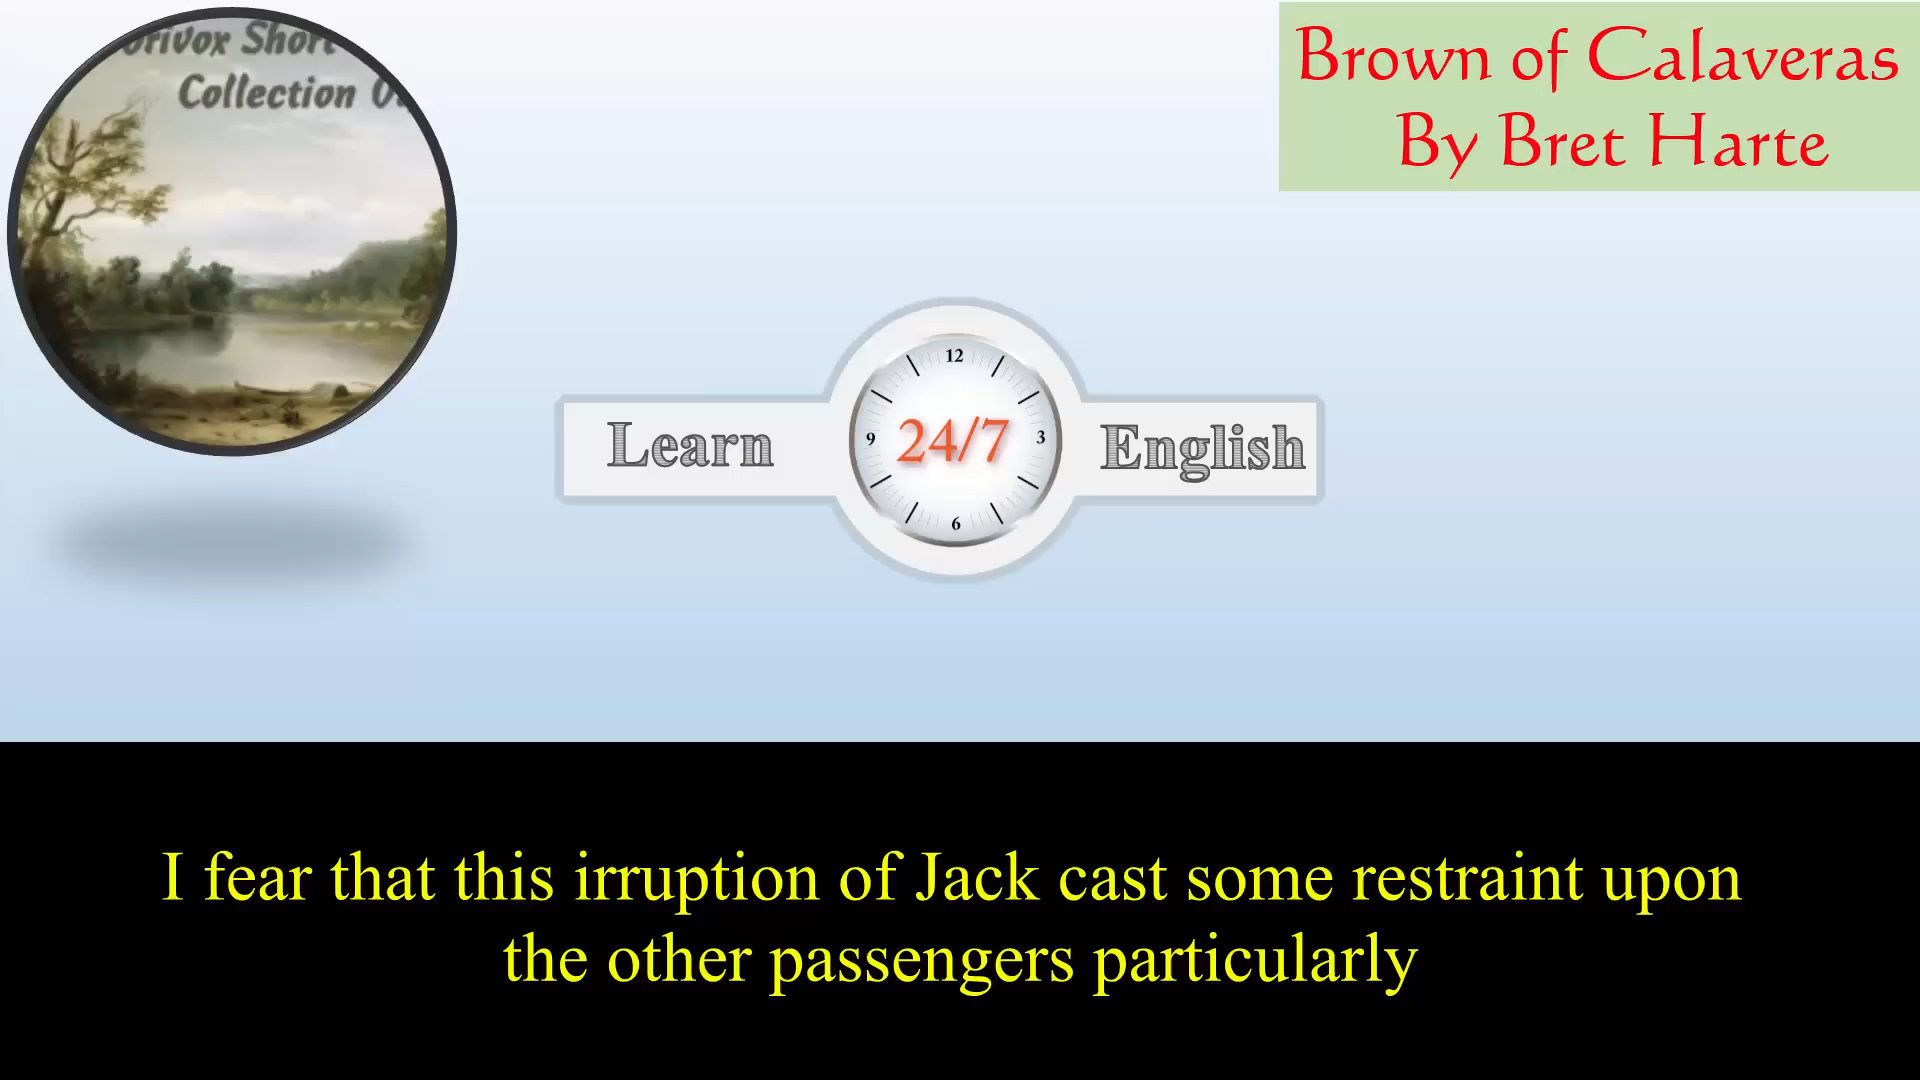 Short
Collection
Brown of Calaveras
By Bret Harte
Learn
24/7
English
12
3
6
9
I fear that this irruption of Jack cast some restraint upon
the other passengers particularly